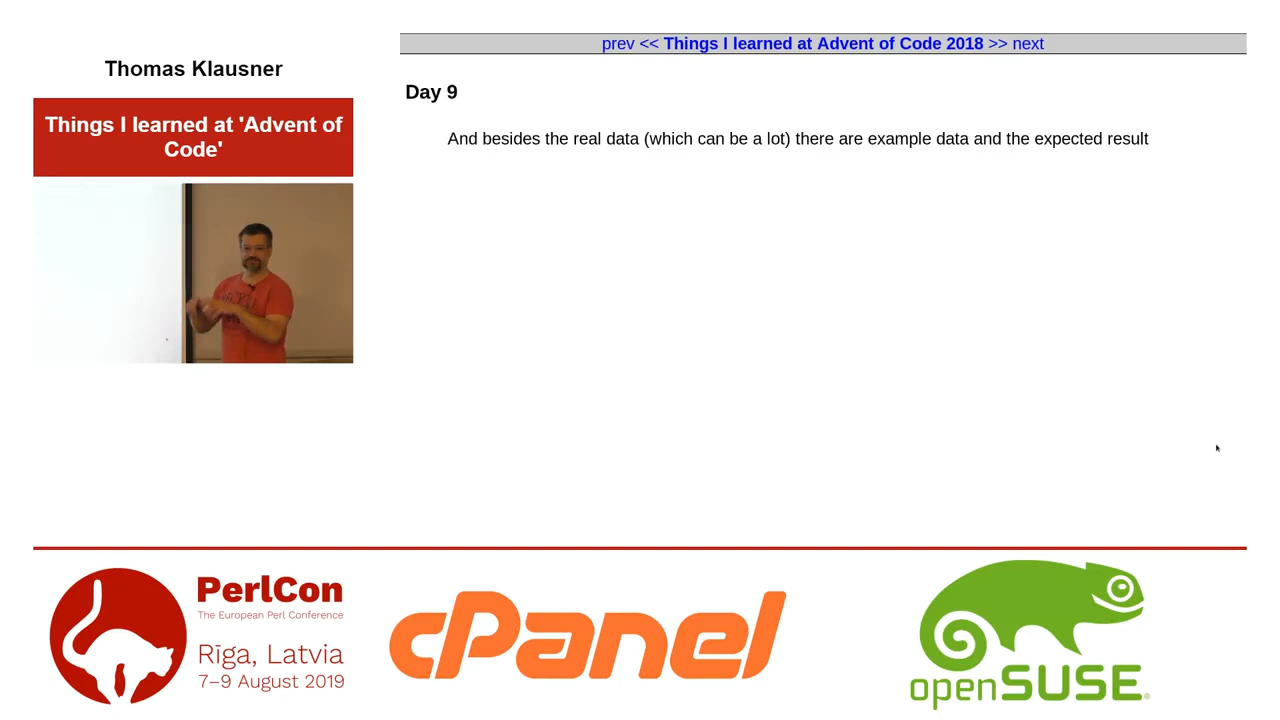 Thomas Klausner
Things I learned at 'Advent of
Code'
prev << Things I learned at Advent of Code 2018 >> next
Day 9
And besides the real data (which can be a lot) there are example data and the expected result
PerlCon
The European Perl Conference
Rīga, Latvia
7–9 August 2019
cPanel
openSUSE